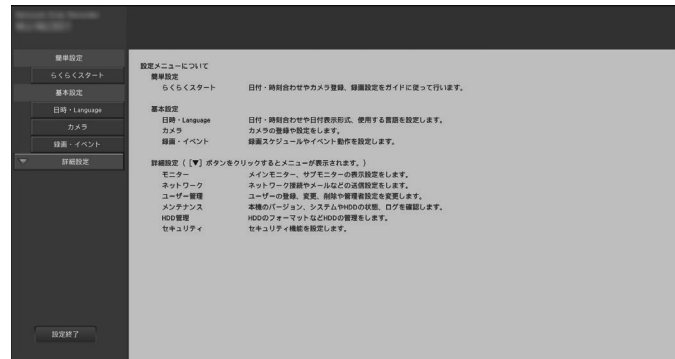 簡単設定
らくらくスタート
基本設定
日時・Language
カメラ
録画・イベント
▼ 詳細設定
設定終了
設定メニューについて
簡単設定
らくらくスタート 日付・時刻合わせやカメラ登録、録画設定をガイドに従って行います。
基本設定
日時・Language 日付・時刻合わせや日付表示形式、使用する言語を設定します。
カメラ カメラの登録や設定をします。
録画・イベント 録画スケジュールやイベント動作を設定します。
詳細設定（［▼］ボタンをクリックするとメニューが表示されます。）
モニター メインモニター、サブモニターの表示設定をします。
ネットワーク ネットワーク接続やメールなどの送信設定をします。
ユーザー管理 ユーザーの登録、変更、削除や管理者設定を変更します。
メンテナンス 本機のバージョン、システムやHDDの状態、ログを確認します。
HDD管理 HDDのフォーマットなどHDDの管理をします。
セキュリティ セキュリティ機能を設定します。